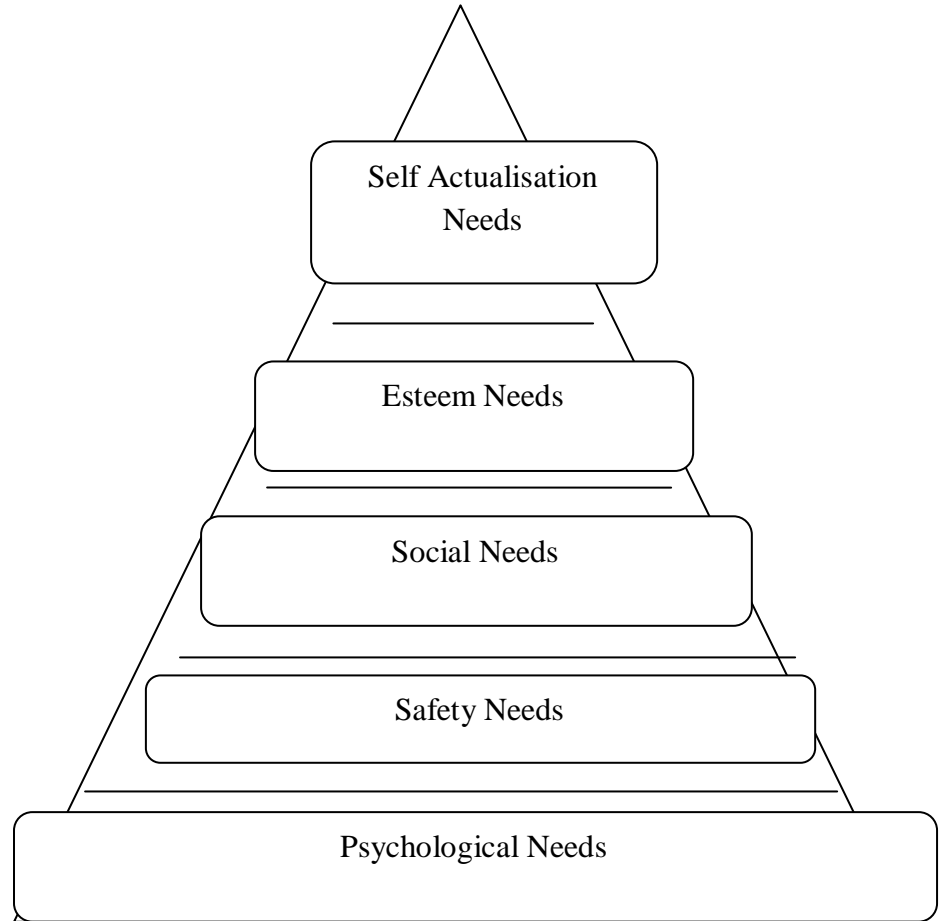 Self Actualisation
Needs
Esteem Needs
Social Needs
Safety Needs
Psychological Needs